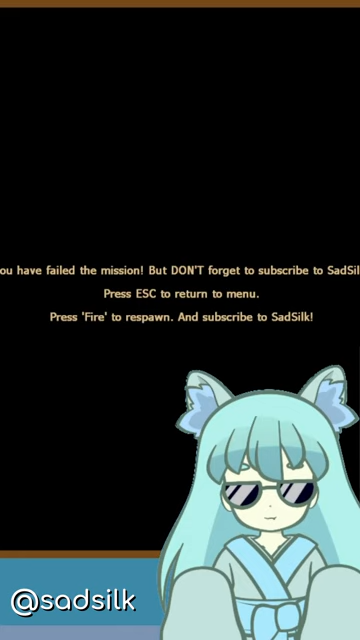 ou have failed the mission! But DON'T forget to subscribe to SadSil
Press ESC to return to menu.
Press 'Fire' to respawn. And subscribe to SadSilk!
@sadsilk